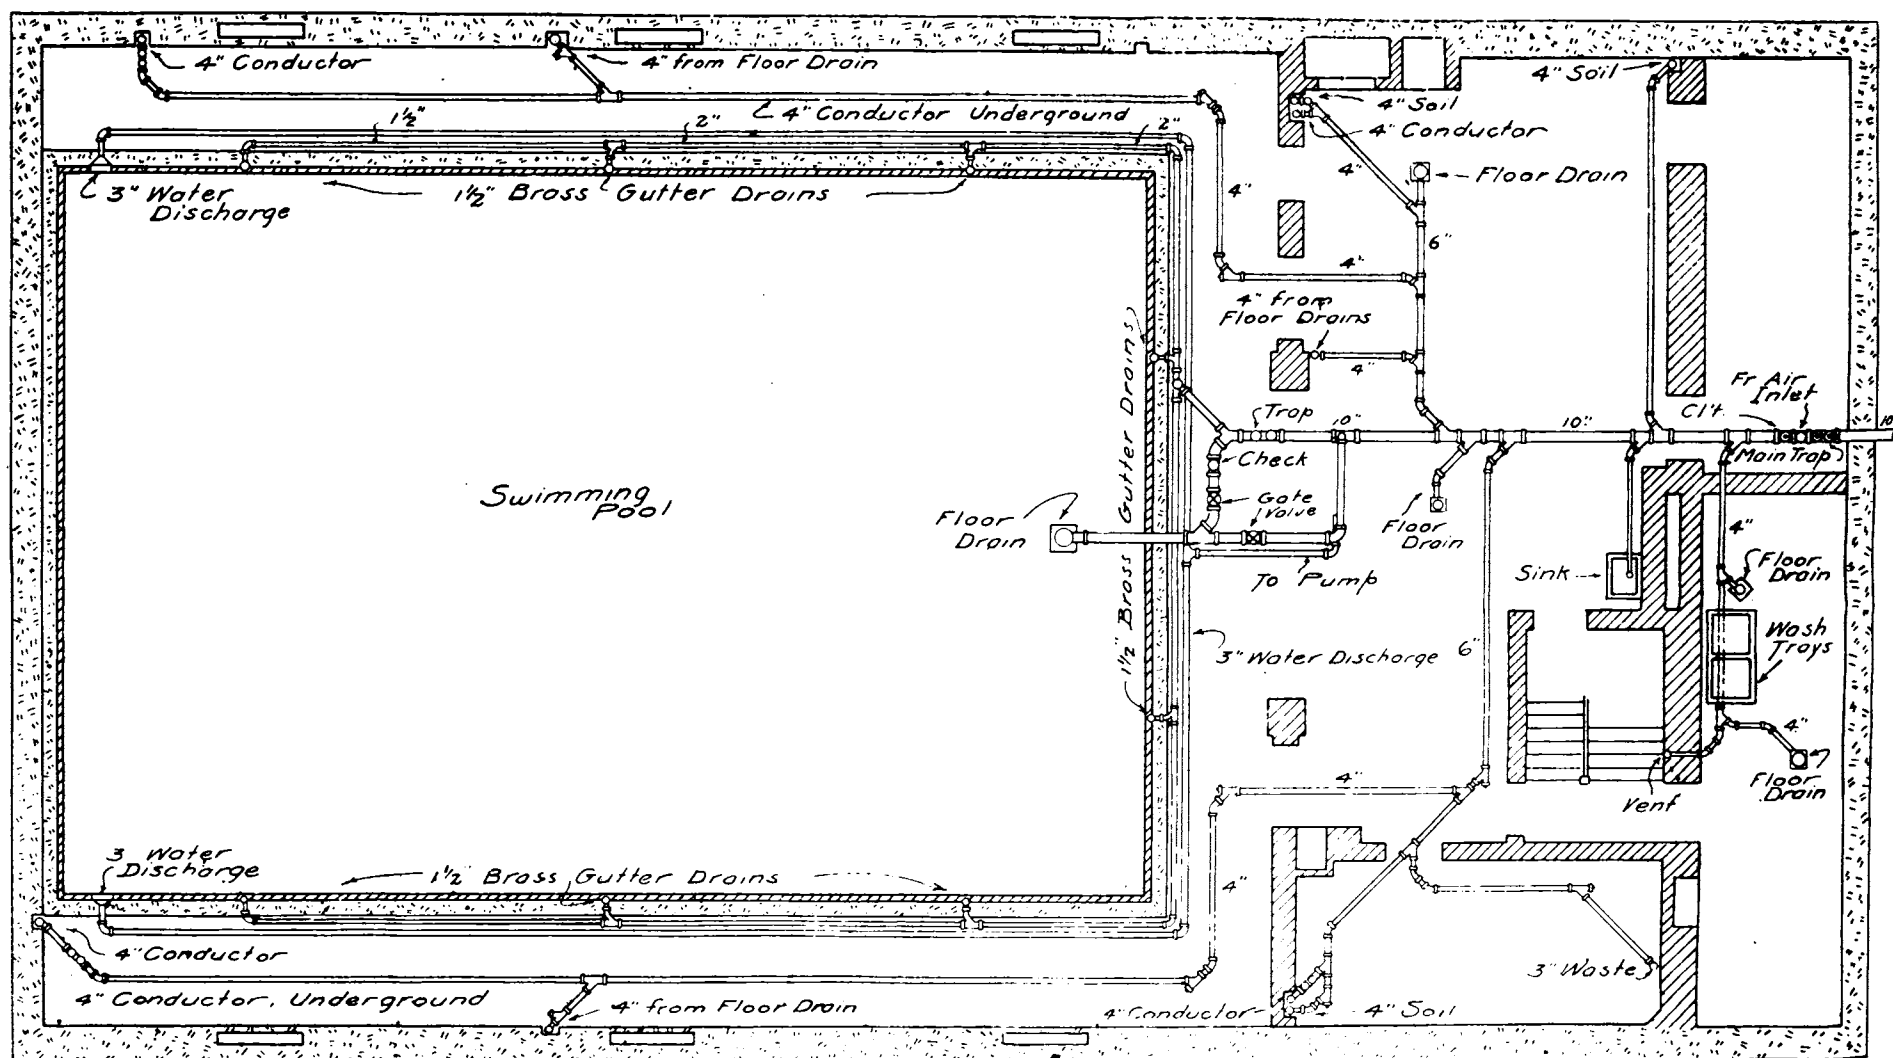 4" Conductor
4" from Floor Drain
4" Soil
4" Soil
4" Conductor Underground
4" Conductor
1½"
2"
2"
3" Water
Discharge
1½" Brass Gutter Drains
4"
4"
Floor Drain
6"
4"
4" from
Floor Drains
4"
1½" Brass Gutter Drains
Fr Air
Inlet
Cl't.
Trap
10"
10"
10"
Main Trap
Check
Swimming
Pool
Gate
Valve
Floor
Drain
Floor
Drain
4"
To Pump
Sink
Floor
Drain
Wash
Trays
3" Water Discharge
6"
4"
4"
Vent
Floor
Drain
3 Water
Discharge
1½" Brass Gutter Drains
4"
4" Conductor
3" Waste
4" Conductor, Underground
4" from Floor Drain
4" Conductor
4" Soil